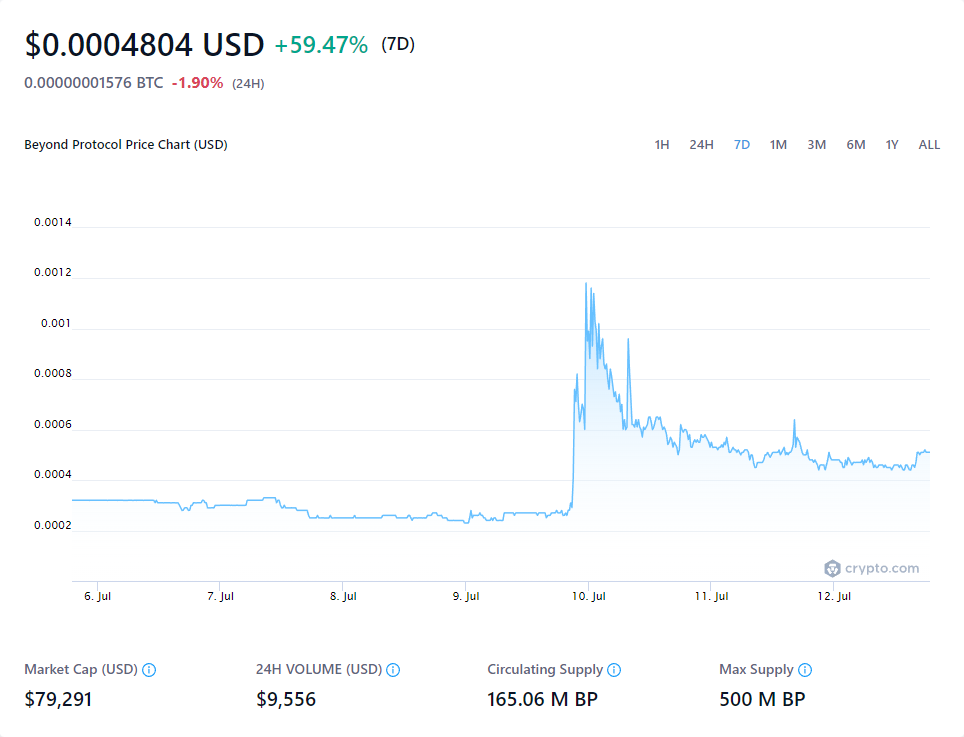 $0.0004804 USD +59.47% (7D)
0.00000001576 BTC -1.90% (24H)
Beyond Protocol Price Chart (USD)
1H 24H 7D 1M 3M 6M 1Y ALL
0.0014
0.0012
0.001
0.0008
0.0006
0.0004
0.0002
crypto.com
6. Jul 7. Jul 8. Jul 9. Jul 10. Jul 11. Jul 12. Jul
Market Cap (USD) 24H VOLUME (USD) Circulating Supply Max Supply
$79,291 $9,556 165.06 M BP 500 M BP